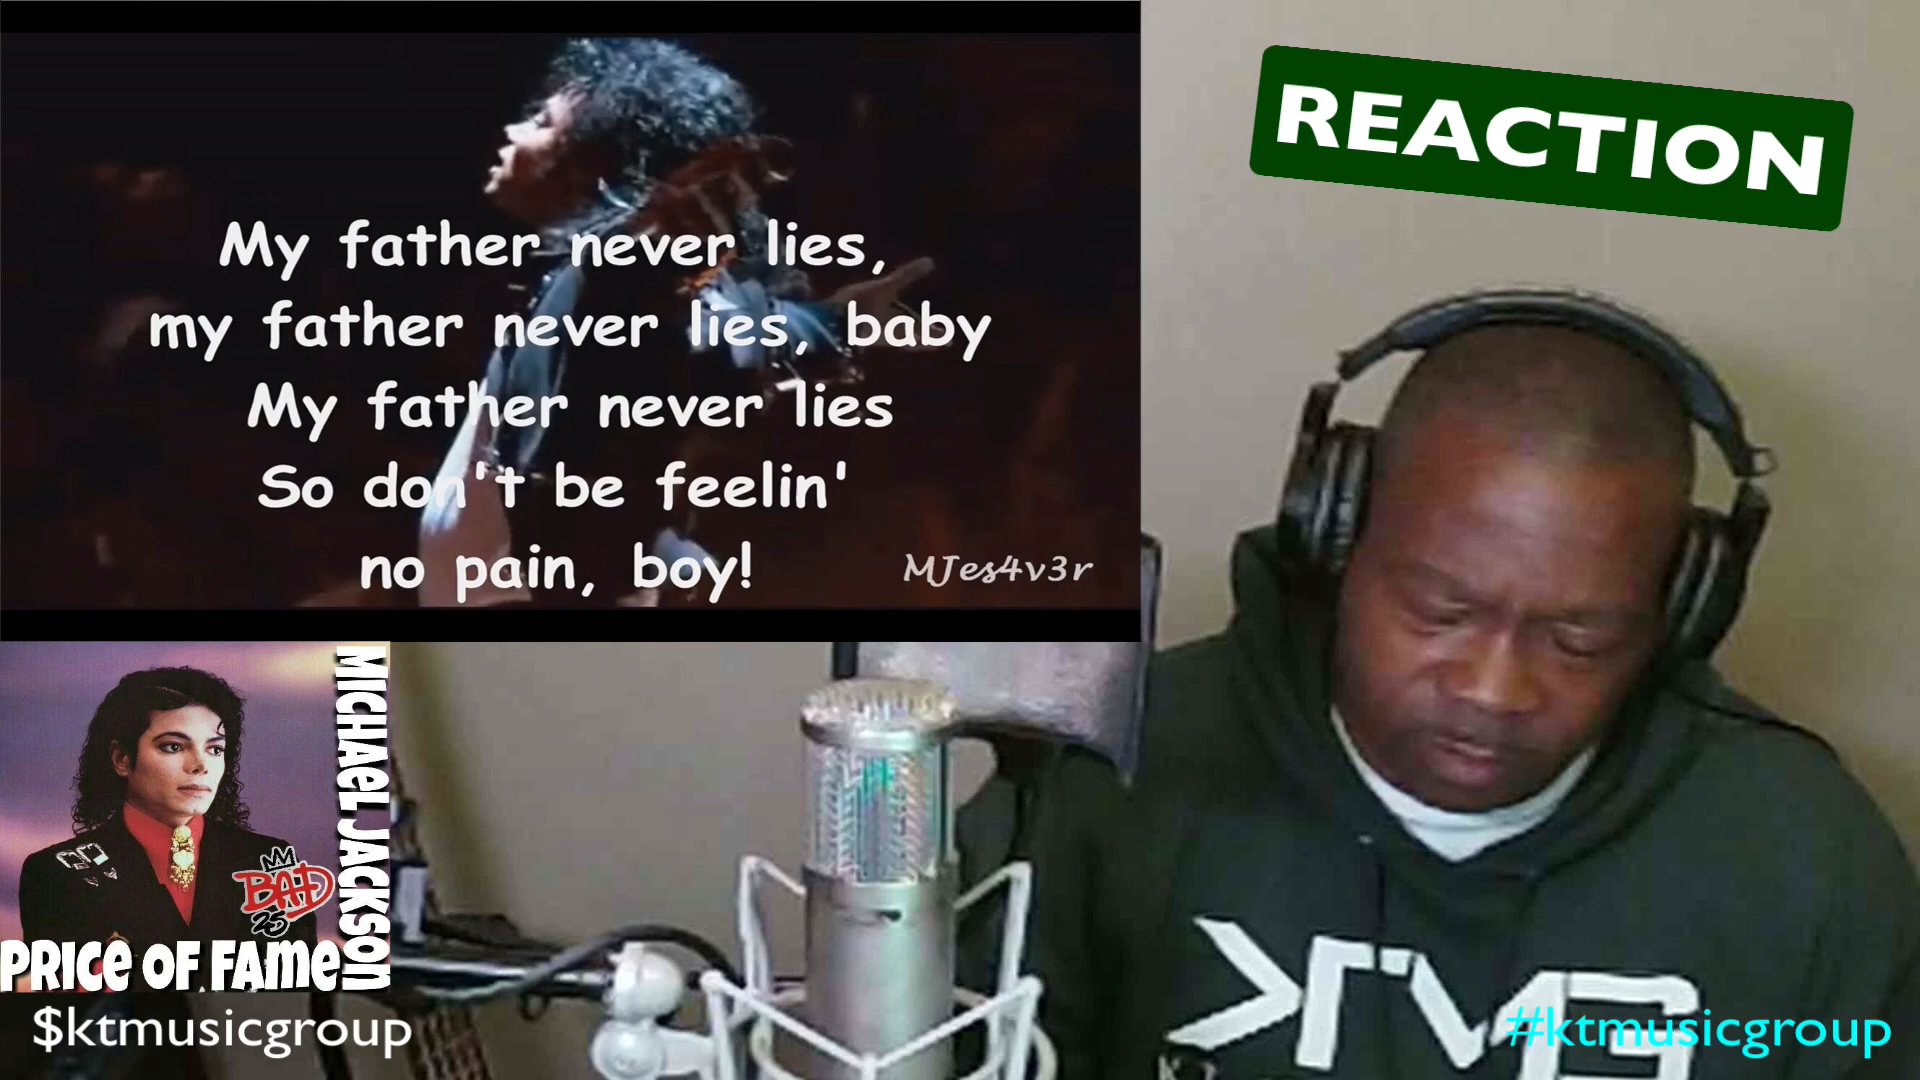 My father never lies,
my father never lies, baby
My father never lies
So don't be feelin'
no pain, boy!
MJes4v3r
REACTION
MICHAEL JACKSON
BAD
25
PRICE OF FAME
$ktmusicgroup
KTMG
#ktmusicgroup